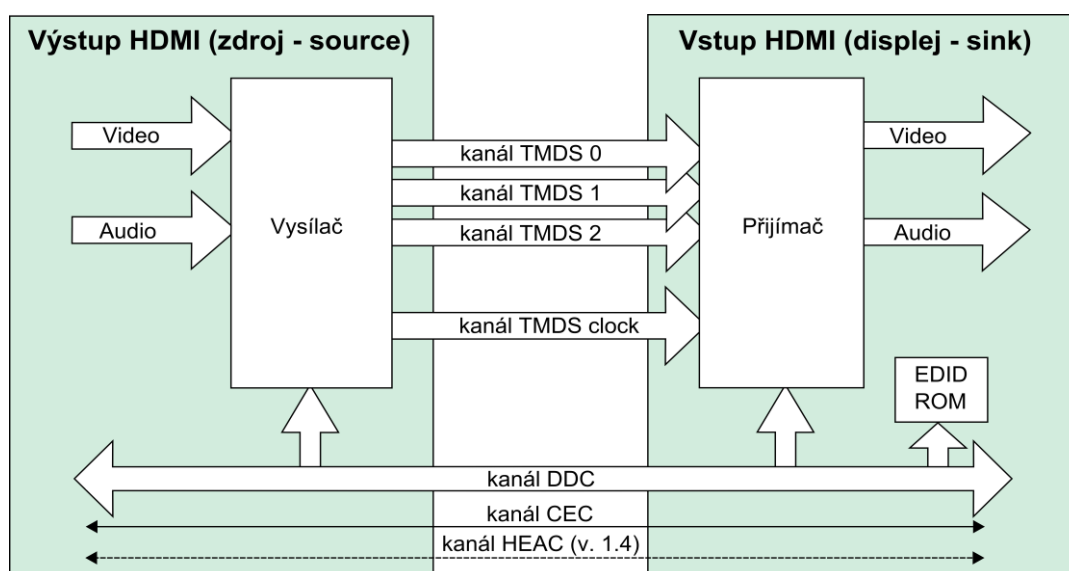 Výstup HDMI (zdroj - source)
Vstup HDMI (displej - sink)
Video
Audio
Vysílač
kanál TMDS 0
kanál TMDS 1
kanál TMDS 2
kanál TMDS clock
Přijímač
Video
Audio
EDID
ROM
kanál DDC
kanál CEC
kanál HEAC (v. 1.4)